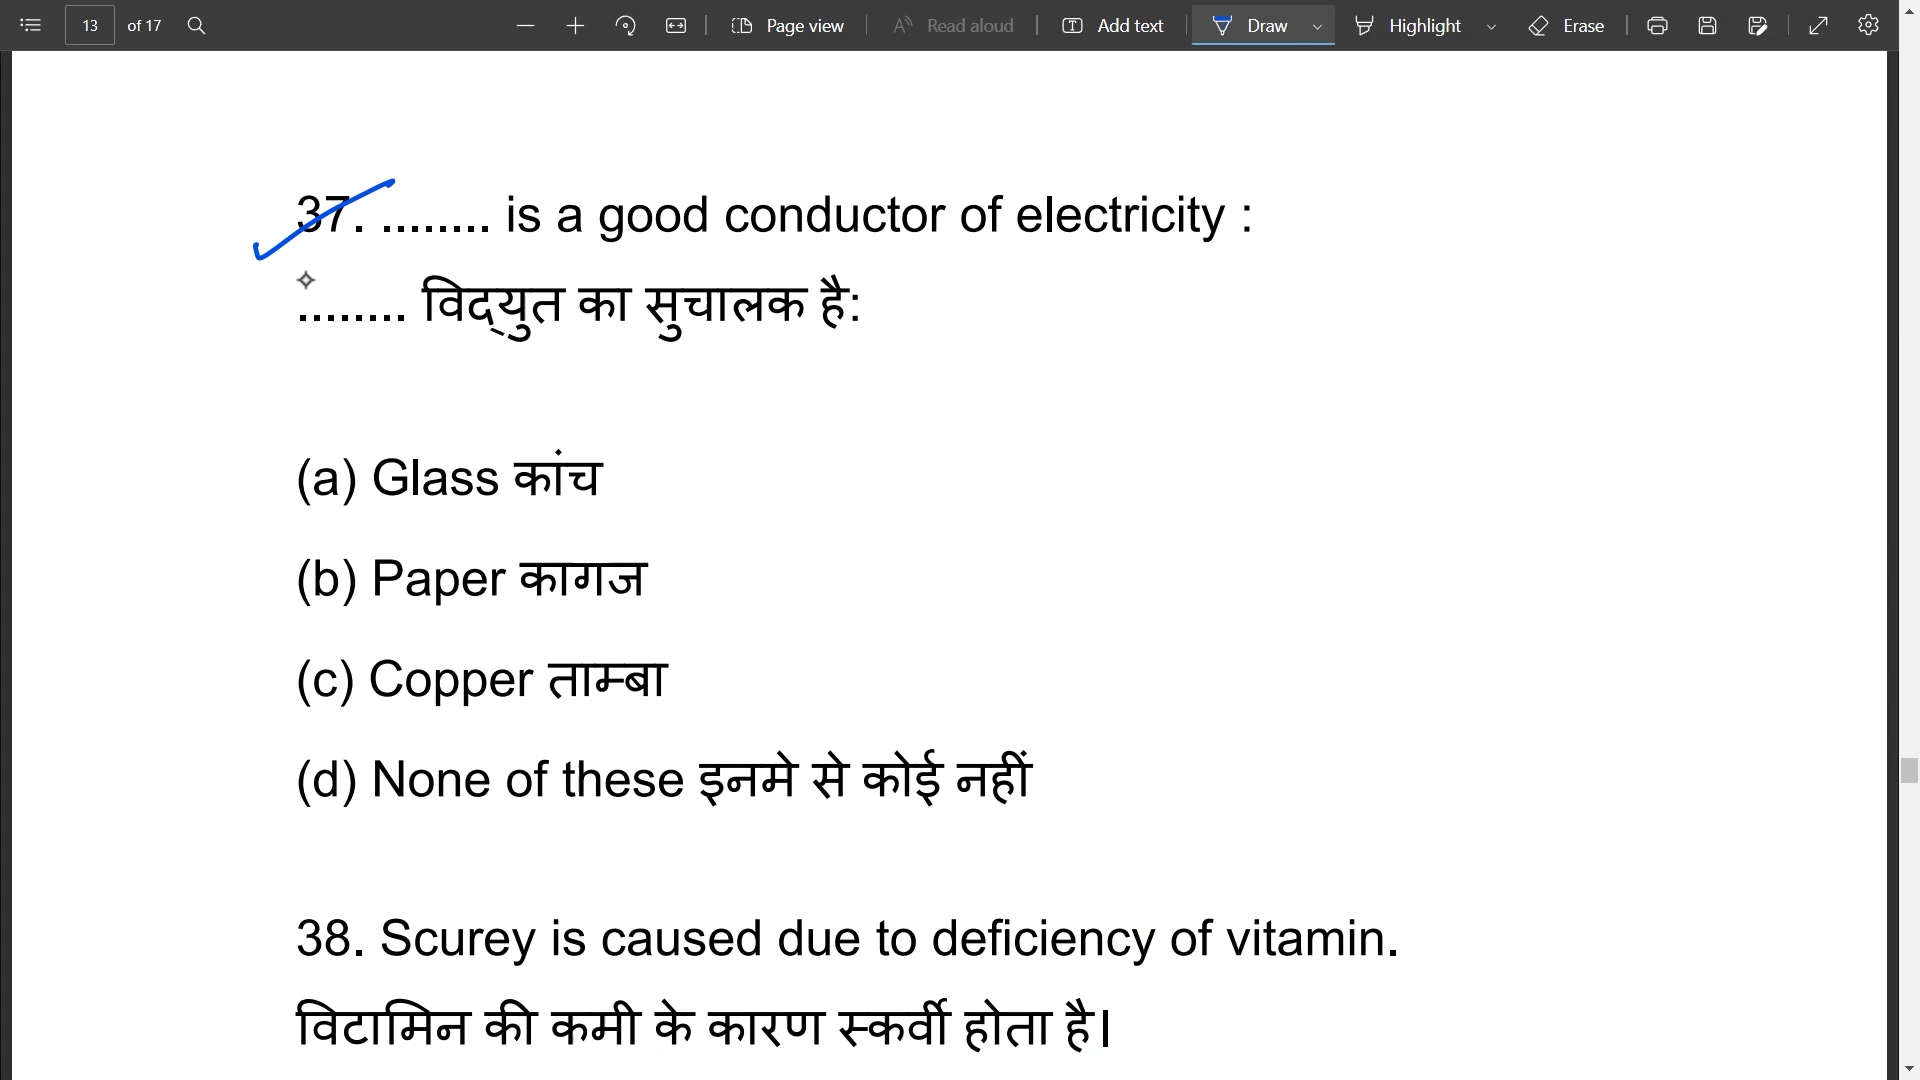 13 of 17 Page view Read aloud Add text Draw Highlight Erase
37. ........ is a good conductor of electricity :
........ विद्युत का सुचालक है:
(a) Glass कांच
(b) Paper कागज
(c) Copper ताम्बा
(d) None of these इनमे से कोई नहीं
38. Scurey is caused due to deficiency of vitamin.
विटामिन की कमी के कारण स्कर्वी होता है।